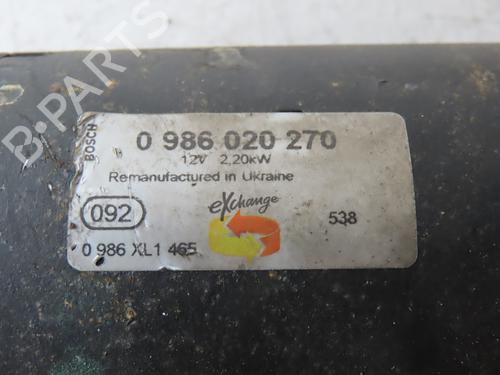 B-PARTS
BOSCH
0 986 020 270
12V 2,20kW
Remanufactured in Ukraine
092
eXchange
538
0 986 XL1 465